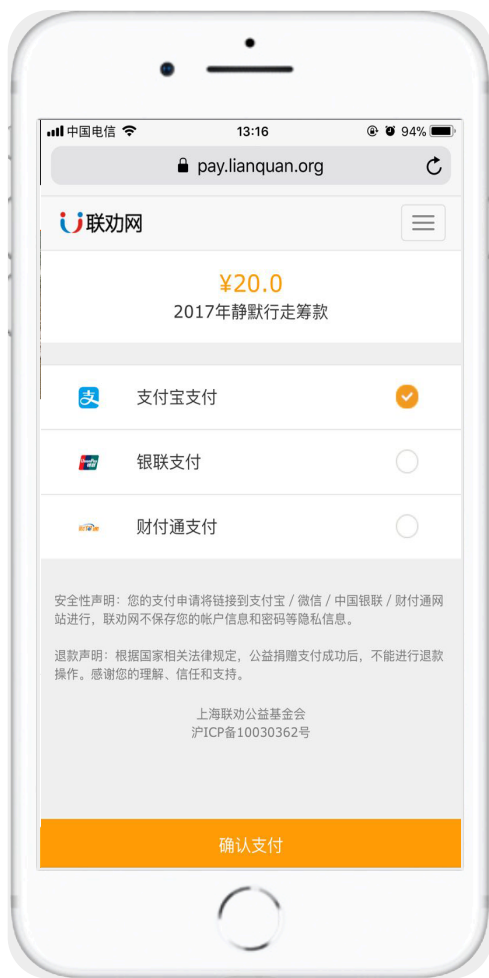 中国电信
13:16
94%
pay.lianquan.org
联劝网
¥20.0
2017年静默行走筹款
支付宝支付
银联支付
财付通支付
安全性声明：您的支付申请将链接到支付宝 / 微信 / 中国银联 / 财付通网
站进行，联劝网不保存您的帐户信息和密码等隐私信息。
退款声明：根据国家相关法律规定，公益捐赠支付成功后，不能进行退款
操作。感谢您的理解、信任和支持。
上海联劝公益基金会
沪ICP备10030362号
确认支付